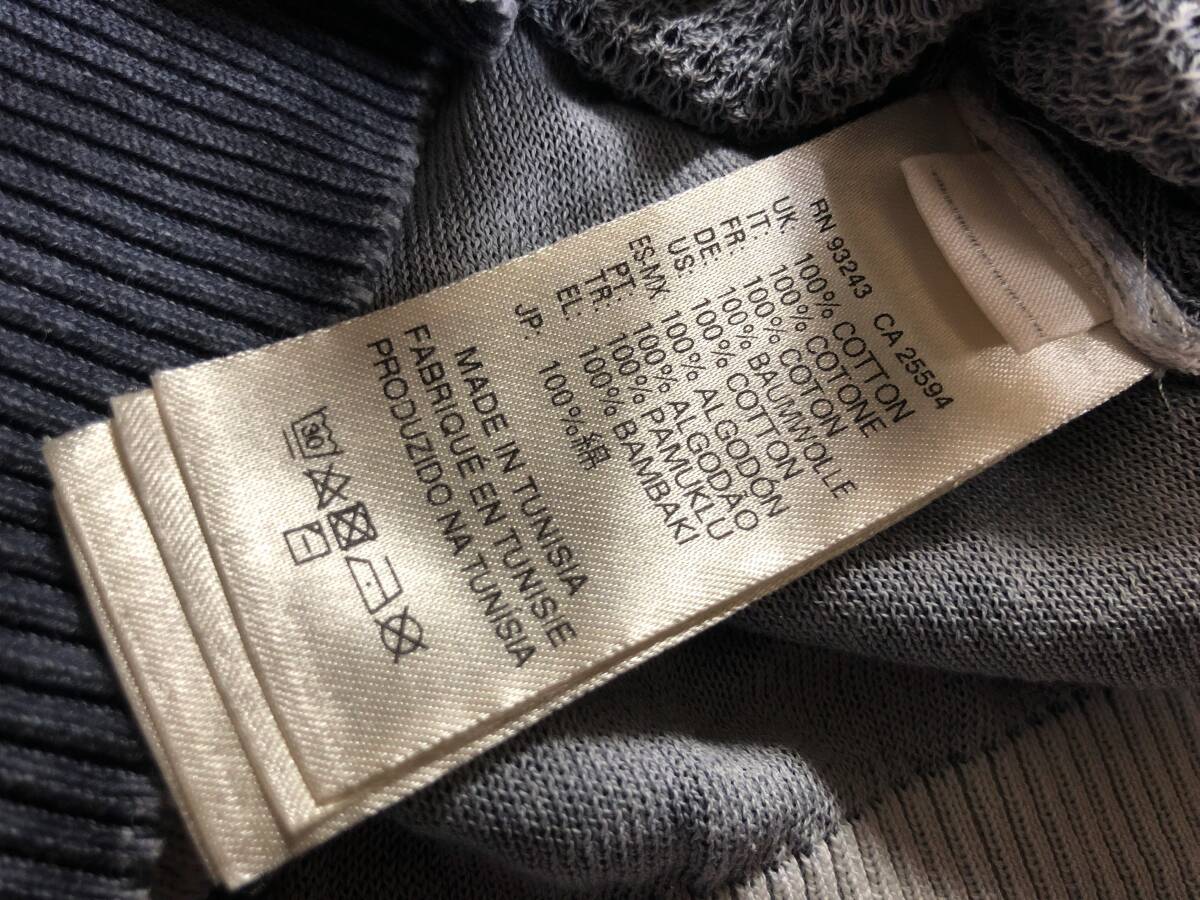 RN 93243 CA 25594
UK: 100% COTTON
IT: 100% COTONE
FR: 100% COTON
DE: 100% BAUMWOLLE
US: 100% COTTON
ES-MX 100% ALGODÓN
PT: 100% ALGODÃO
TR: 100% PAMUKLU
EL: 100% BAMBAKI
JP: 100% 綿
MADE IN TUNISIA
FABRIQUÉ EN TUNISIE
PRODUZIDO NA TUNÍSIA
30